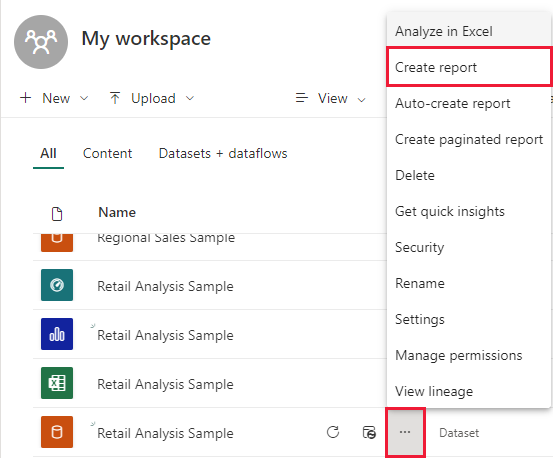 My workspace
New
Upload
View
All
Content
Datasets + dataflows
Name
Regional Sales Sample
Retail Analysis Sample
Retail Analysis Sample
Retail Analysis Sample
Retail Analysis Sample
Dataset
Analyze in Excel
Create report
Auto-create report
Create paginated report
Delete
Get quick insights
Security
Rename
Settings
Manage permissions
View lineage